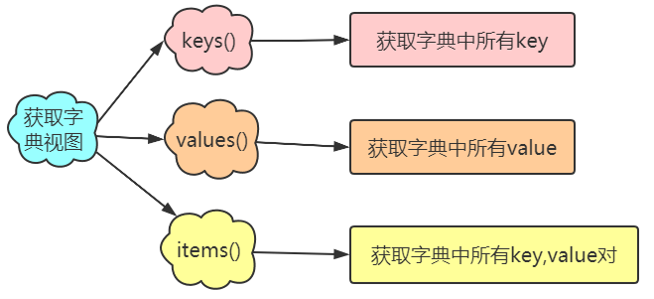 keys()
获取字典中所有key
获取字
典视图
values()
获取字典中所有value
items()
获取字典中所有key,value对